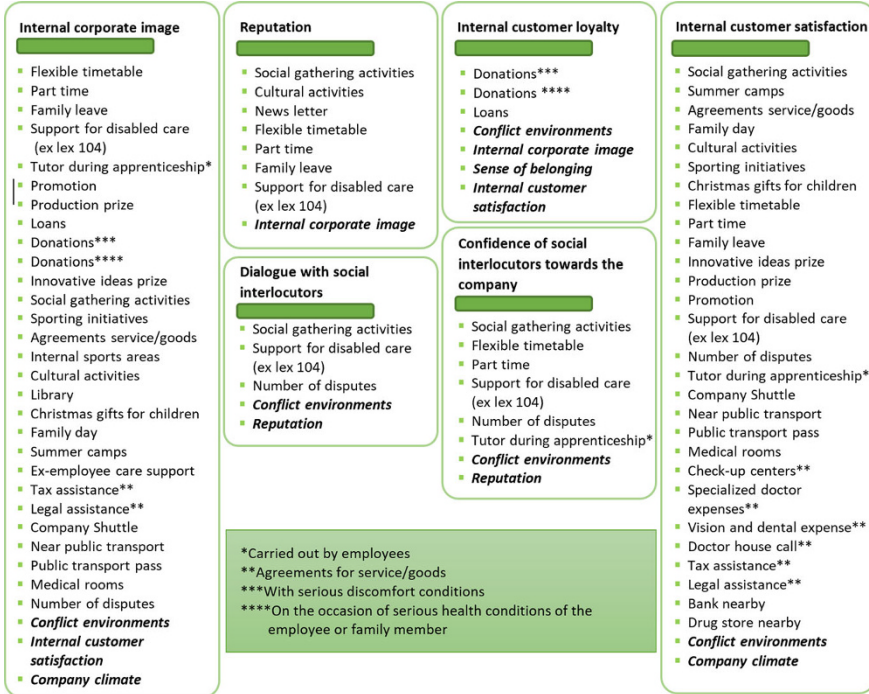 Internal corporate image
Flexible timetable
Part time
Family leave
Support for disabled care
(ex lex 104)
Tutor during apprenticeship*
Promotion
Production prize
Loans
Donations***
Donations****
Innovative ideas prize
Social gathering activities
Sporting initiatives
Agreements service/goods
Internal sports areas
Cultural activities
Library
Christmas gifts for children
Family day
Summer camps
Ex-employee care support
Tax assistance**
Legal assistance**
Company Shuttle
Near public transport
Public transport pass
Medical rooms
Number of disputes
Conflict environments
Internal customer
satisfaction
Company climate
Reputation
Social gathering activities
Cultural activities
News letter
Flexible timetable
Part time
Family leave
Support for disabled care
(ex lex 104)
Internal corporate image
Dialogue with social
interlocutors
Social gathering activities
Support for disabled care
(ex lex 104)
Number of disputes
Conflict environments
Reputation
Internal customer loyalty
Donations***
Donations ****
Loans
Conflict environments
Internal corporate image
Sense of belonging
Internal customer
satisfaction
Confidence of social
interlocutors towards the
company
Social gathering activities
Flexible timetable
Part time
Support for disabled care
(ex lex 104)
Number of disputes
Tutor during apprenticeship*
Conflict environments
Reputation
Internal customer satisfaction
Social gathering activities
Summer camps
Agreements service/goods
Family day
Cultural activities
Sporting initiatives
Christmas gifts for children
Flexible timetable
Part time
Family leave
Innovative ideas prize
Production prize
Promotion
Support for disabled care
(ex lex 104)
Number of disputes
Tutor during apprenticeship*
Company Shuttle
Near public transport
Public transport pass
Medical rooms
Check-up centers**
Specialized doctor
expenses**
Vision and dental expense**
Doctor house call**
Tax assistance**
Legal assistance**
Bank nearby
Drug store nearby
Conflict environments
Company climate
*Carried out by employees
**Agreements for service/goods
***With serious discomfort conditions
****On the occasion of serious health conditions of the
employee or family member